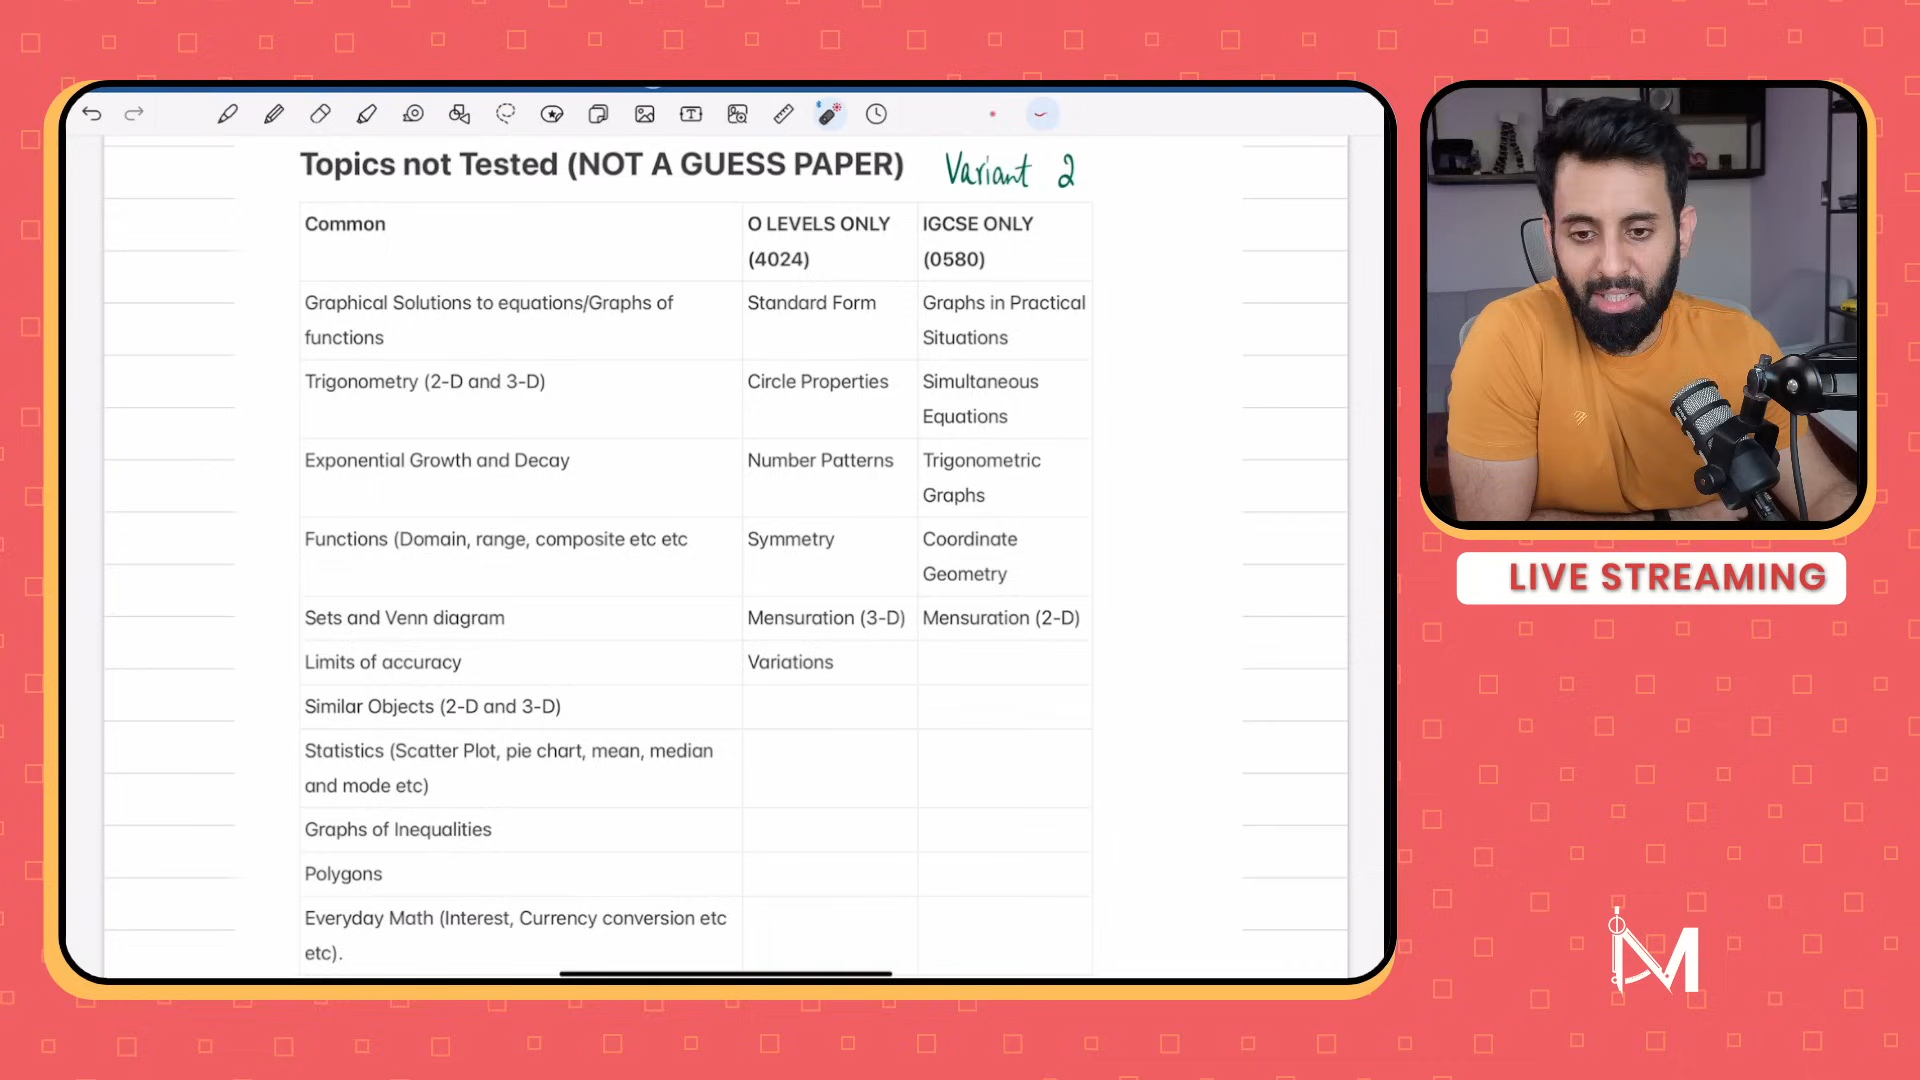 Topics not Tested (NOT A GUESS PAPER) Variant 2
Common
O LEVELS ONLY
(4024)
IGCSE ONLY
(0580)
Graphical Solutions to equations/Graphs of
functions
Standard Form
Graphs in Practical
Situations
Trigonometry (2-D and 3-D)
Circle Properties
Simultaneous
Equations
Exponential Growth and Decay
Number Patterns
Trigonometric
Graphs
Functions (Domain, range, composite etc etc
Symmetry
Coordinate
Geometry
Sets and Venn diagram
Mensuration (3-D)
Mensuration (2-D)
Limits of accuracy
Variations
Similar Objects (2-D and 3-D)
Statistics (Scatter Plot, pie chart, mean, median
and mode etc)
Graphs of Inequalities
Polygons
Everyday Math (Interest, Currency conversion etc
etc).
LIVE STREAMING
M